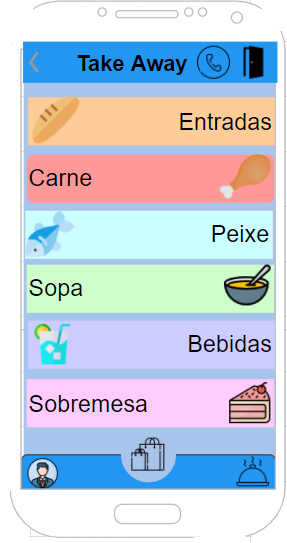 Take Away
Entradas
Carne
Peixe
Sopa
Bebidas
Sobremesa